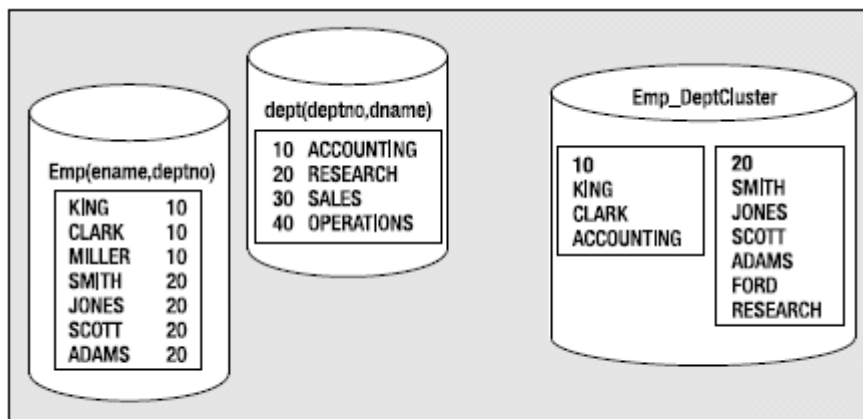 Emp(ename,deptno)
KING 10
CLARK 10
MILLER 10
SMITH 20
JONES 20
SCOTT 20
ADAMS 20
dept(deptno,dname)
10 ACCOUNTING
20 RESEARCH
30 SALES
40 OPERATIONS
Emp_DeptCluster
10
KING
CLARK
ACCOUNTING
20
SMITH
JONES
SCOTT
ADAMS
FORD
RESEARCH